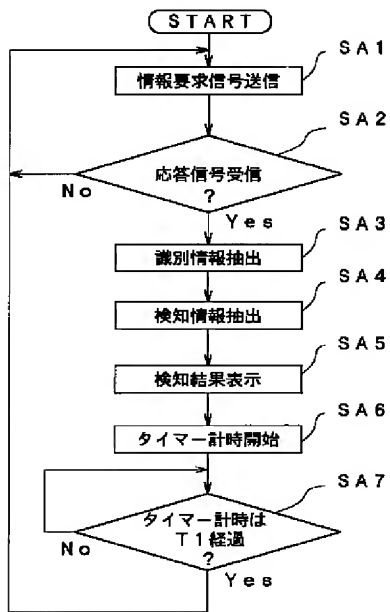 START
SA1
情報要求信号送信
SA2
応答信号受信
?
No
Yes
SA3
識別情報抽出
SA4
検知情報抽出
SA5
検知結果表示
SA6
タイマー計時開始
SA7
タイマー計時は
T1経過
?
No
Yes